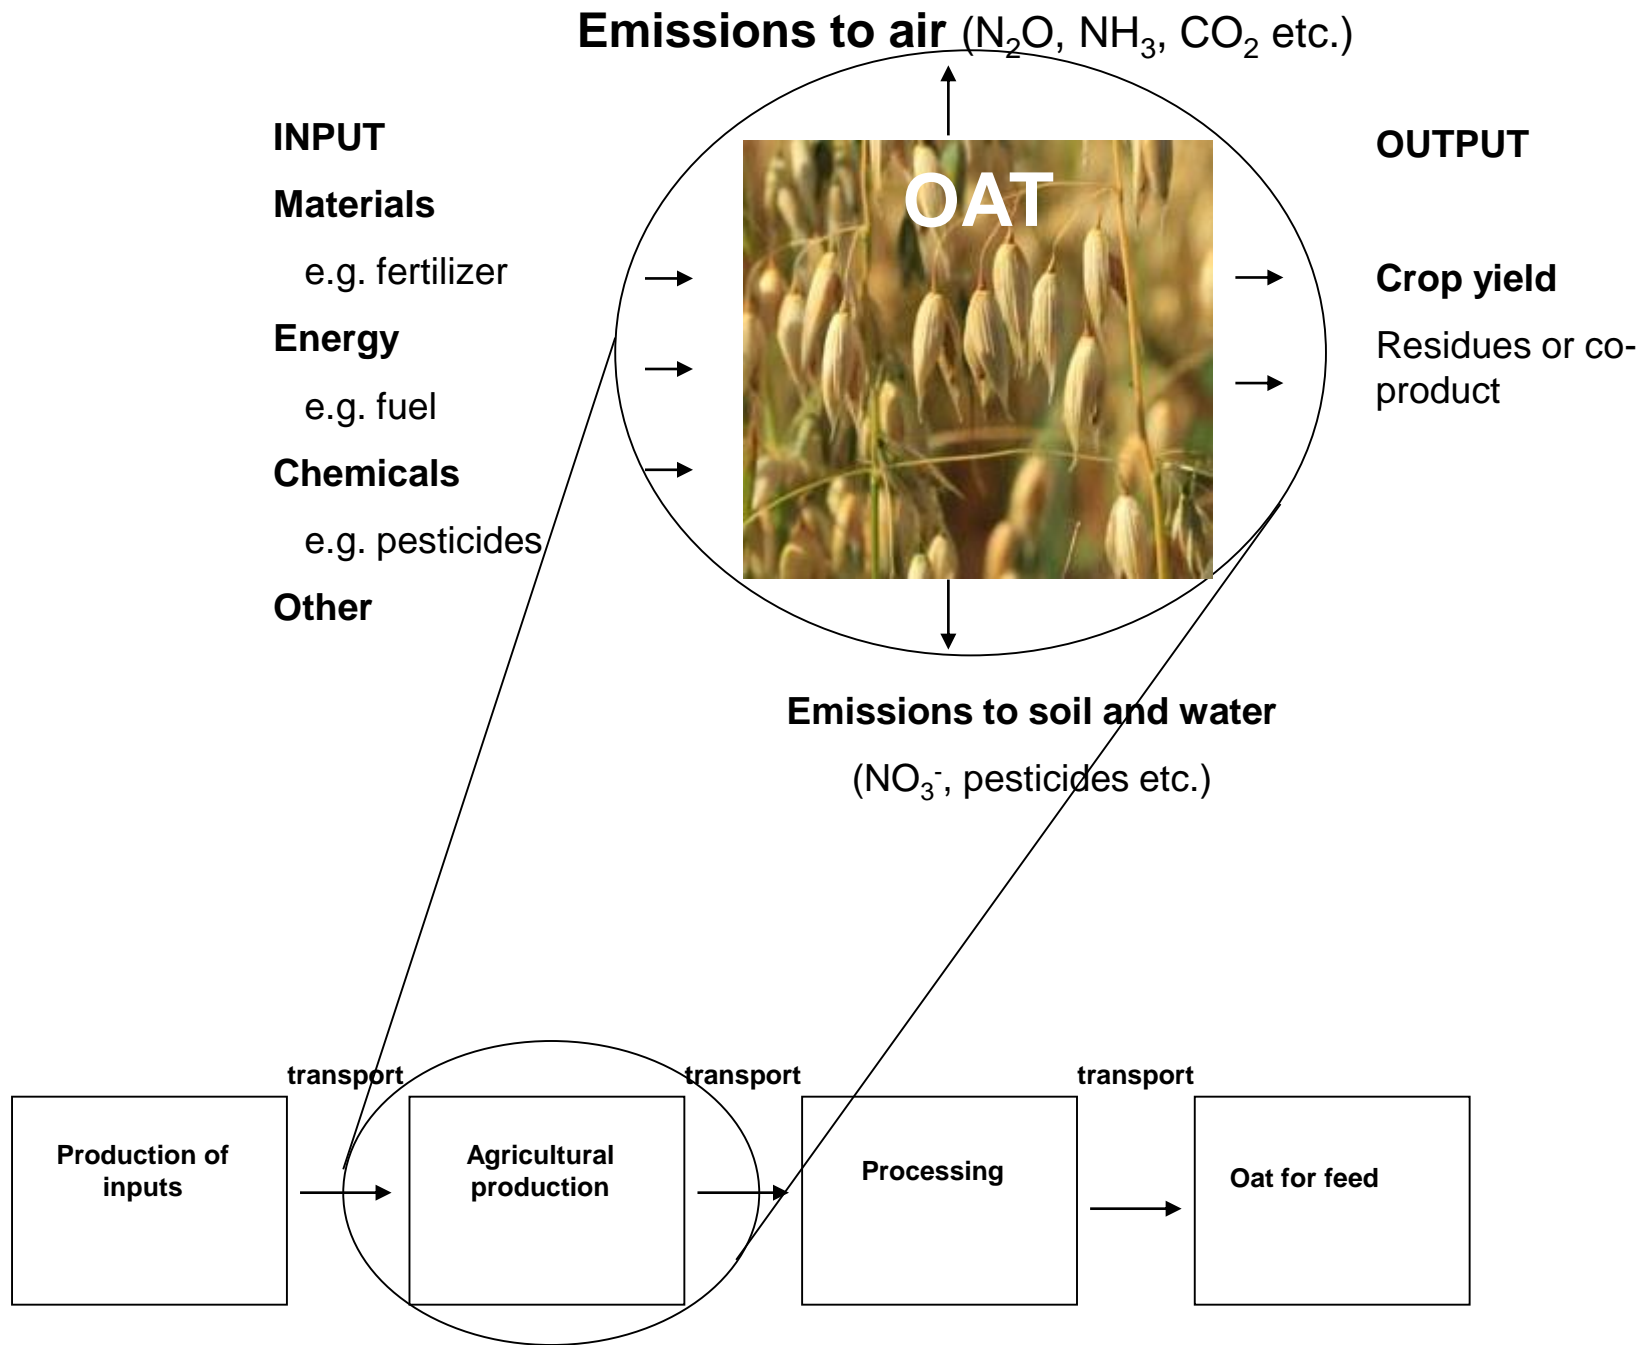 Emissions to air (N₂O, NH₃, CO₂ etc.)
INPUT
Materials
e.g. fertilizer
Energy
e.g. fuel
Chemicals
e.g. pesticides
Other
OAT
OUTPUT
Crop yield
Residues or co-
product
Emissions to soil and water
(NO₃⁻, pesticides etc.)
transport
transport
transport
Production of
inputs
Agricultural
production
Processing
Oat for feed